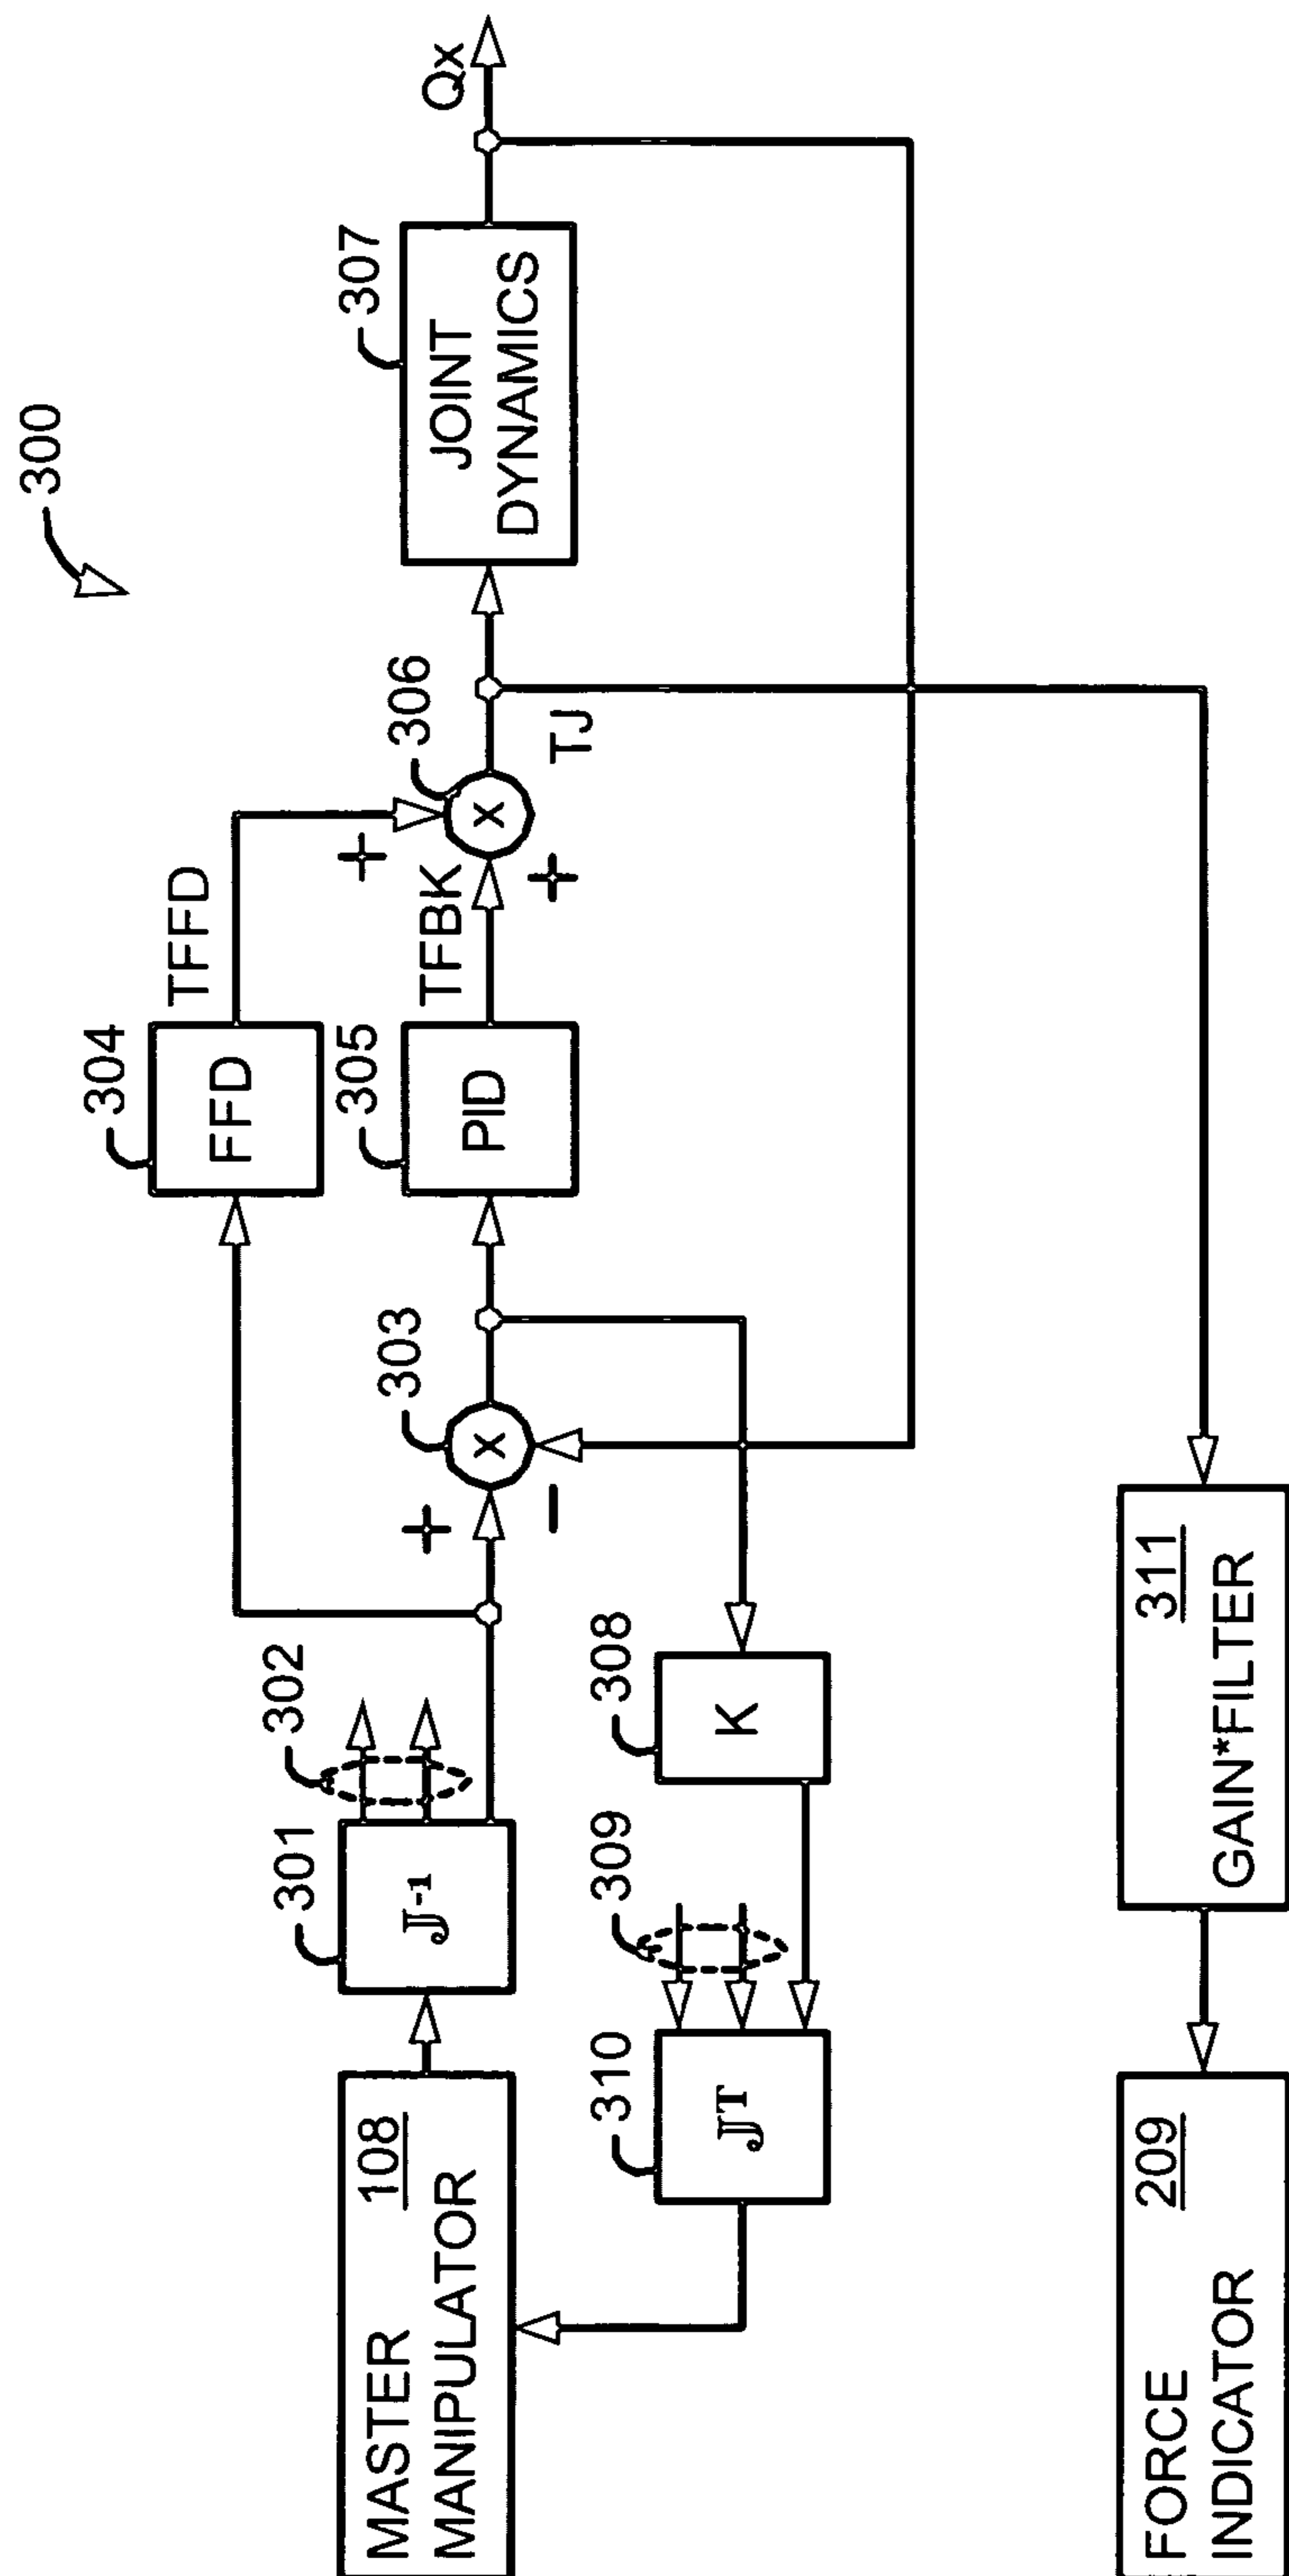 300
304
FFD
TFFD
302
301
J-1
303
+
x
−
305
PID
TFBK
+
+
306
x
TJ
307
JOINT
DYNAMICS
Qx
MASTER 108
MANIPULATOR
310
JT
309
308
K
FORCE 209
INDICATOR
311
GAIN*FILTER